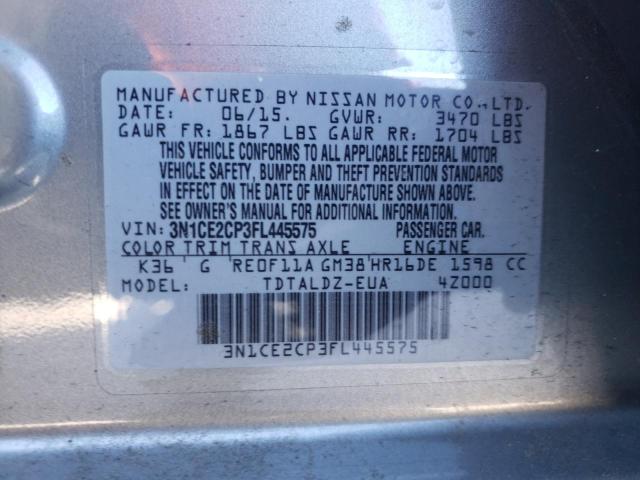 MANUFACTURED BY NISSAN MOTOR CO., LTD.
DATE: 06/15. GVWR: 3470 LBS
GAWR FR: 1867 LBS GAWR RR: 1704 LBS
THIS VEHICLE CONFORMS TO ALL APPLICABLE FEDERAL MOTOR
VEHICLE SAFETY, BUMPER AND THEFT PREVENTION STANDARDS
IN EFFECT ON THE DATE OF MANUFACTURE SHOWN ABOVE.
SEE OWNER'S MANUAL FOR ADDITIONAL INFORMATION.
VIN: 3N1CE2CP3FL445575 PASSENGER CAR.
COLOR TRIM TRANS AXLE ENGINE
K36 G RE0F11A GM38 HR16DE 1598 CC
MODEL: TDTALDZ-EUA 4Z000
3N1CE2CP3FL445575